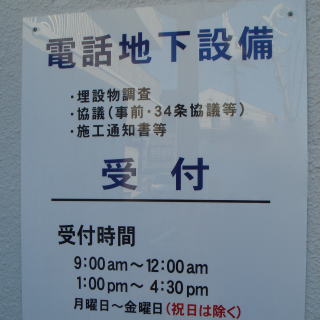 電話地下設備
・埋設物調査
・協議(事前・34条協議等)
・施工通知書等
受付
受付時間
9:00am～12:00am
1:00pm～4:30pm
月曜日～金曜日(祝日は除く)